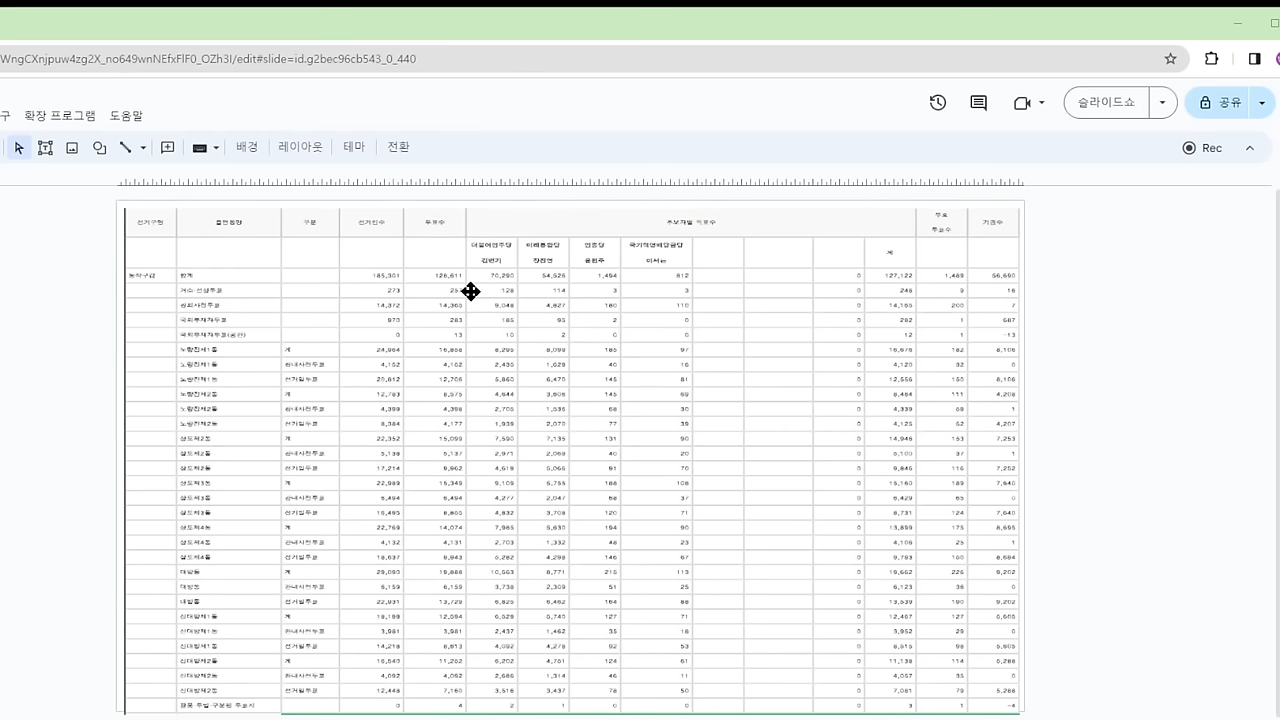 WngCXnjpuw4zg2X_no649wnNEfxFlF0_OZh3I/edit#slide=id.g2bec96cb543_0_440
구 확장 프로그램 도움말
슬라이드쇼 공유
배경 레이아웃 테마 전환 Rec
선거구명 읍면동명 구분 선거인수 투표수 후보자별 득표수 무효 투표수 기권수
더불어민주당 미래통합당 민중당 국가혁명배당금당 계
김병기 장진영
동작구갑 합계 185,301 128,611 70,290 54,526 1,494 812 0 127,122 1,489 56,690
거소·선상투표 273 257 128 114 3 3 0 248 9 16
관외사전투표 14,372 14,365 9,048 4,827 180 110 0 14,165 200 7
국외부재자투표 970 283 185 95 2 0 0 282 1 687
국외부재자투표(공관) 0 13 10 2 0 0 0 12 1 -13
노량진제1동 계 24,964 16,858 8,295 8,099 185 97 0 16,676 182 8,106
노량진제1동 관내사전투표 4,152 4,152 2,435 1,629 40 16 0 4,120 32 0
노량진제1동 선거일투표 20,812 12,706 5,860 6,470 145 81 0 12,556 150 8,106
노량진제2동 계 12,783 8,575 4,644 3,606 145 69 0 8,464 111 4,208
노량진제2동 관내사전투표 4,399 4,398 2,705 1,536 68 30 0 4,339 59 1
노량진제2동 선거일투표 8,384 4,177 1,939 2,070 77 39 0 4,125 52 4,207
상도제2동 계 22,352 15,099 7,590 7,135 131 90 0 14,946 153 7,253
상도제2동 관내사전투표 5,138 5,137 2,971 2,069 40 20 0 5,100 37 1
상도제2동 선거일투표 17,214 9,962 4,619 5,066 91 70 0 9,846 116 7,252
상도제3동 계 22,989 15,349 9,109 5,755 188 108 0 15,160 189 7,640
상도제3동 관내사전투표 6,494 6,494 4,277 2,047 68 37 0 6,429 65 0
상도제3동 선거일투표 16,495 8,855 4,832 3,708 120 71 0 8,731 124 7,640
상도제4동 계 22,769 14,074 7,985 5,630 194 90 0 13,899 175 8,695
상도제4동 관내사전투표 4,132 4,131 2,703 1,332 48 23 0 4,106 25 1
상도제4동 선거일투표 18,637 9,943 5,282 4,298 146 67 0 9,793 150 8,694
대방동 계 29,090 19,888 10,563 8,771 215 113 0 19,662 226 9,202
대방동 관내사전투표 6,159 6,159 3,738 2,309 51 25 0 6,123 36 0
대방동 선거일투표 22,931 13,729 6,825 6,462 164 88 0 13,539 190 9,202
신대방제1동 계 18,199 12,594 6,529 5,740 127 71 0 12,467 127 5,605
신대방제1동 관내사전투표 3,981 3,981 2,437 1,462 35 18 0 3,952 29 0
신대방제1동 선거일투표 14,218 8,613 4,092 4,278 92 53 0 8,515 98 5,605
신대방제2동 계 16,540 11,252 6,202 4,751 124 61 0 11,138 114 5,288
신대방제2동 관내사전투표 4,092 4,092 2,686 1,314 46 11 0 4,057 35 0
신대방제2동 선거일투표 12,448 7,160 3,516 3,437 78 50 0 7,081 79 5,288
잘못 투입·구분된 투표지 0 4 2 1 0 0 0 3 1 -4